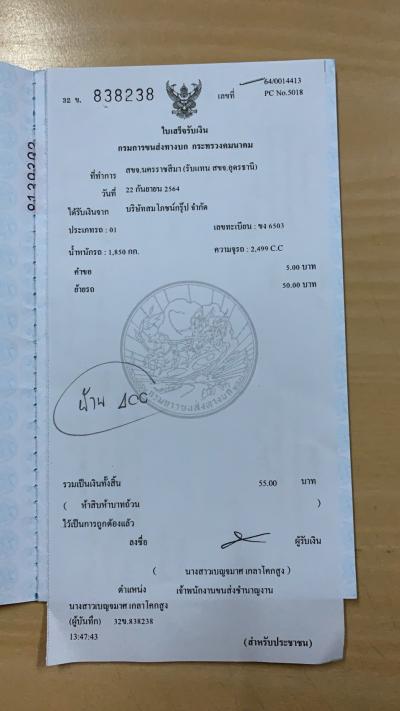 32 ข. 838238 เลขที่ 64/0014413
PC No.5018
ใบเสร็จรับเงิน
กรมการขนส่งทางบก กระทรวงคมนาคม
ที่ทำการ สขจ.นครราชสีมา (รับแทน สขจ.อุดรธานี)
วันที่ 22 กันยายน 2564
ได้รับเงินจาก บริษัทสมโภชน์กรุ๊ป จำกัด
ประเภทรถ : 01 เลขทะเบียน : ขง 6503
น้ำหนักรถ : 1,850 กก. ความจุรถ : 2,499 C.C
คำขอ 5.00 บาท
ย้ายรถ 50.00 บาท
ผ่าน ACC
รวมเป็นเงินทั้งสิ้น 55.00 บาท
( ห้าสิบห้าบาทถ้วน )
ไว้เป็นการถูกต้องแล้ว
ลงชื่อ ผู้รับเงิน
( นางสาวเบญจมาศ เกลาโคกสูง )
ตำแหน่ง เจ้าพนักงานขนส่งชำนาญงาน
นางสาวเบญจมาศ เกลาโคกสูง
(ผู้บันทึก) 32ข.838238
13:47:43 (สำหรับประชาชน)